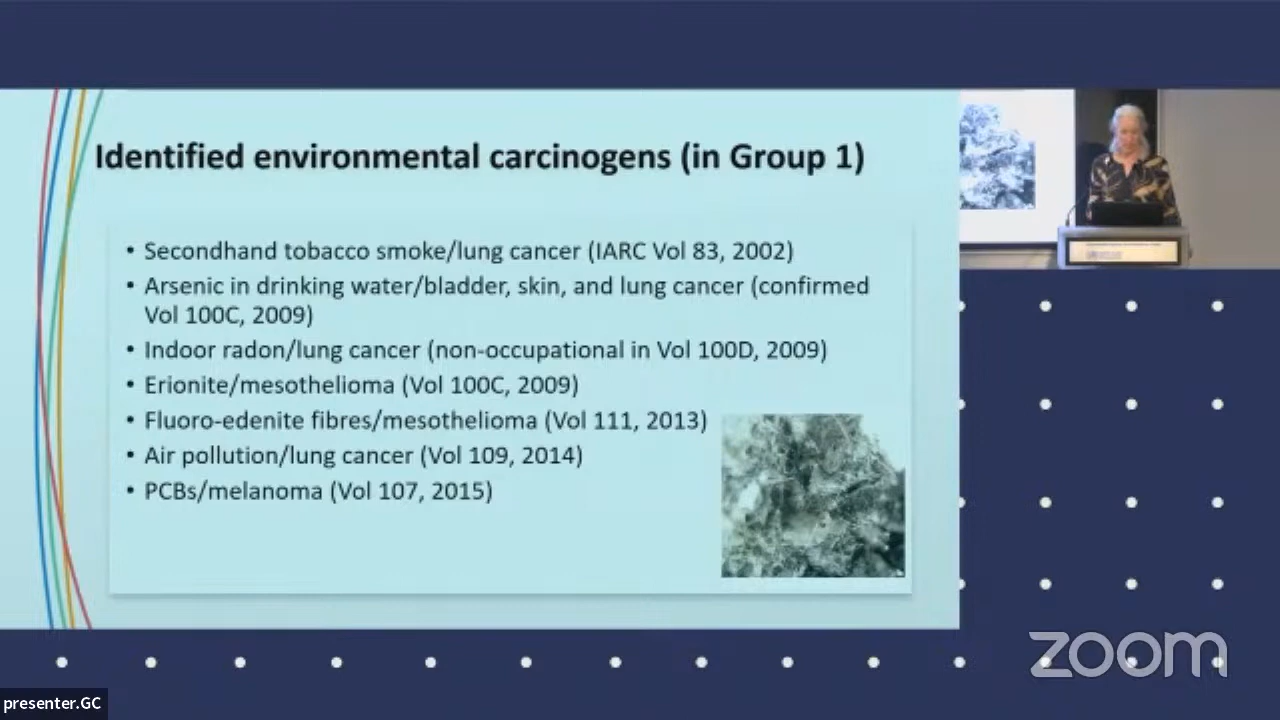 Identified environmental carcinogens (in Group 1)
• Secondhand tobacco smoke/lung cancer (IARC Vol 83, 2002)
• Arsenic in drinking water/bladder, skin, and lung cancer (confirmed
Vol 100C, 2009)
• Indoor radon/lung cancer (non-occupational in Vol 100D, 2009)
• Erionite/mesothelioma (Vol 100C, 2009)
• Fluoro-edenite fibres/mesothelioma (Vol 111, 2013)
• Air pollution/lung cancer (Vol 109, 2014)
• PCBs/melanoma (Vol 107, 2015)
zoom
presenter.GC